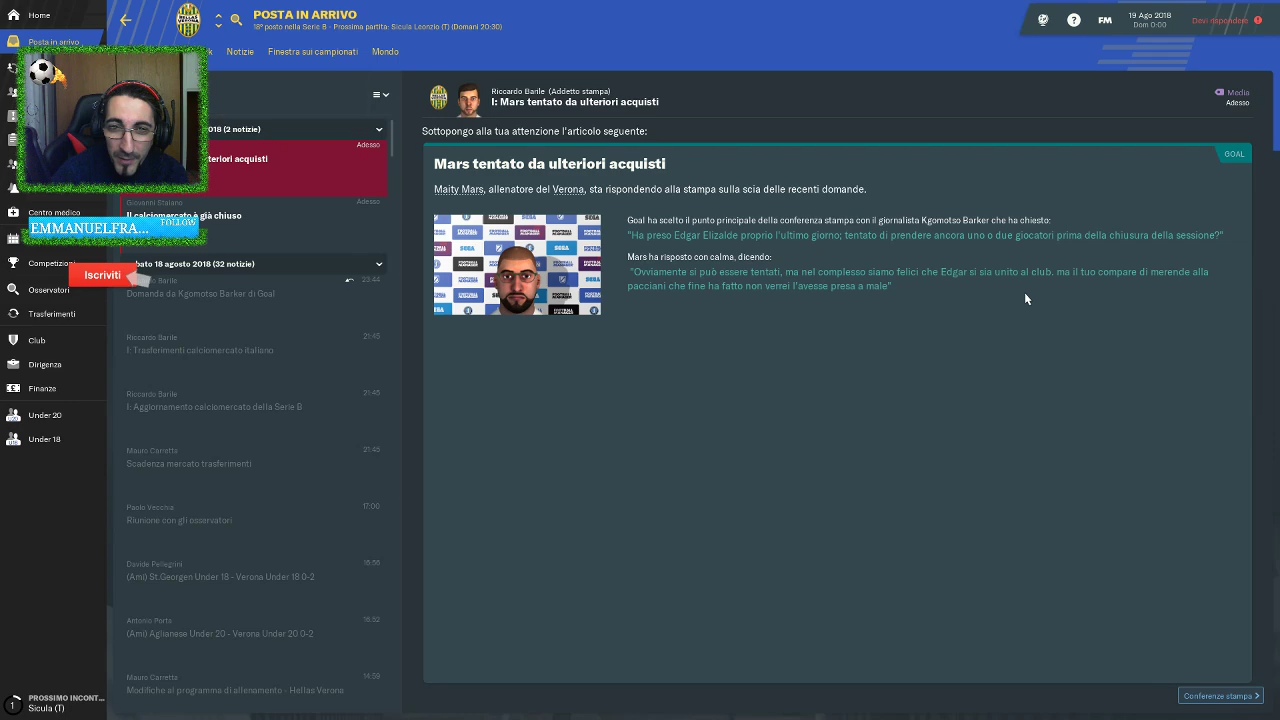 Home
POSTA IN ARRIVO
18° posto nella Serie B - Prossima partita: Sicula Leonzio (T) (Domani 20:30)
FM
19 Ago 2018
Dom 0:00
Devi rispondere
Posta in arrivo
Notizie
Finestra sui campionati
Mondo
2018 (2 notizie)
Adesso
teriori acquisti
Giovanni Staiano
Adesso
Il calciomercato è già chiuso
EMMANUELFRA...
FOLLOW
Iscriviti
Centro medico
Competizioni
Osservatori
Trasferimenti
Club
Dirigenza
Finanze
Under 20
Under 18
PROSSIMO INCONT...
1
Sicula (T)
bato 18 agosto 2018 (32 notizie)
23:44
Domanda da Kgomotso Barker di Goal
Riccardo Barile
21:45
I: Trasferimenti calciomercato italiano
Riccardo Barile
21:45
I: Aggiornamento calciomercato della Serie B
Mauro Carretta
21:45
Scadenza mercato trasferimenti
Paolo Vecchia
17:00
Riunione con gli osservatori
Davide Pellegrini
16:56
(Ami) St.Georgen Under 18 - Verona Under 18 0-2
Antonio Porta
16:52
(Ami) Aglianese Under 20 - Verona Under 20 0-2
Mauro Carretta
14:59
Modifiche al programma di allenamento - Hellas Verona
Riccardo Barile (Addetto stampa)
I: Mars tentato da ulteriori acquisti
Media
Adesso
Sottopongo alla tua attenzione l'articolo seguente:
GOAL
Mars tentato da ulteriori acquisti
Maity Mars, allenatore del Verona, sta rispondendo alla stampa sulla scia delle recenti domande.
Goal ha scelto il punto principale della conferenza stampa con il giornalista Kgomotso Barker che ha chiesto:
"Ha preso Edgar Elizalde proprio l'ultimo giorno; tentato di prendere ancora uno o due giocatori prima della chiusura della sessione?"
Mars ha risposto con calma, dicendo:
"Ovviamente si può essere tentati, ma nel complesso siamo felici che Edgar si sia unito al club, ma il tuo compare di merende alla
pacciani che fine ha fatto non verrei l'avesse presa a male"
Conferenze stampa